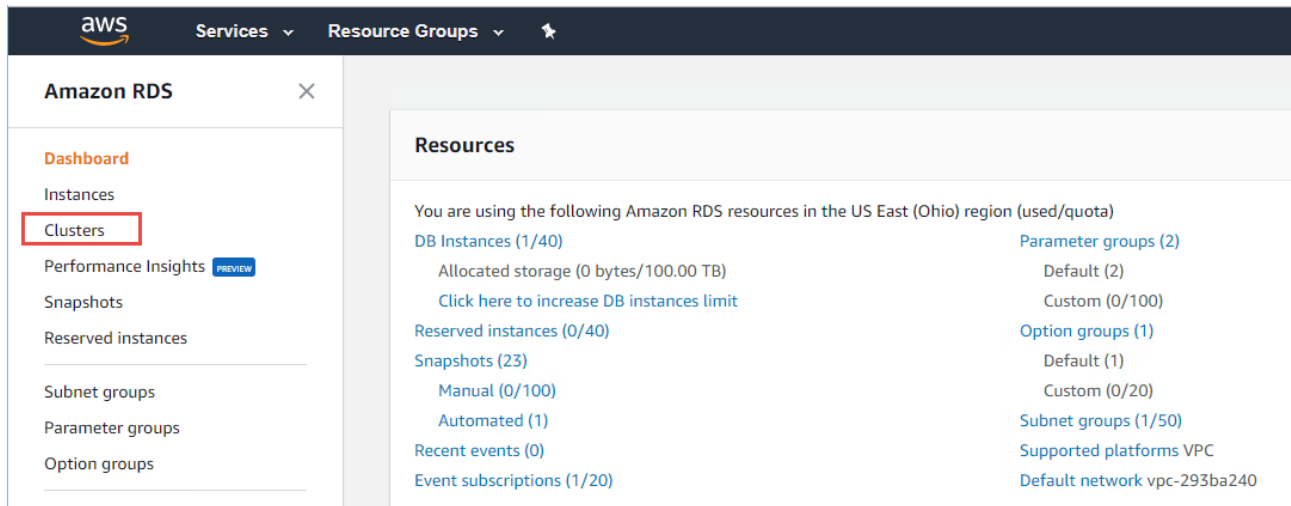 aws Services Resource Groups
Amazon RDS
Dashboard
Instances
Clusters
Performance Insights PREVIEW
Snapshots
Reserved instances
Subnet groups
Parameter groups
Option groups
Resources
You are using the following Amazon RDS resources in the US East (Ohio) region (used/quota)
DB Instances (1/40)
Allocated storage (0 bytes/100.00 TB)
Click here to increase DB instances limit
Reserved instances (0/40)
Snapshots (23)
Manual (0/100)
Automated (1)
Recent events (0)
Event subscriptions (1/20)
Parameter groups (2)
Default (2)
Custom (0/100)
Option groups (1)
Default (1)
Custom (0/20)
Subnet groups (1/50)
Supported platforms VPC
Default network vpc-293ba240